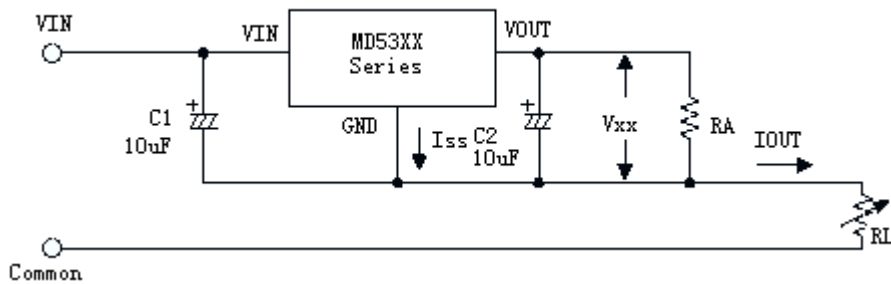 VIN
VIN
MD53XX
Series
VOUT
C1
10uF
GND
Iss
C2
10uF
Vxx
RA
IOUT
RL
Common